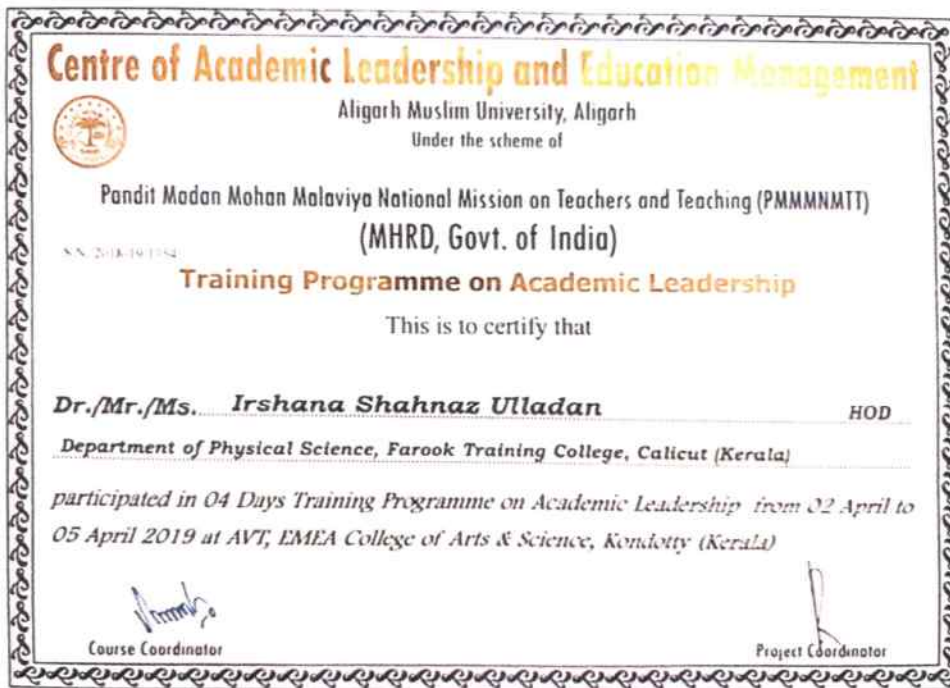 Centre of Academic Leadership and Education Management
Aligarh Muslim University, Aligarh
Under the scheme of
Pandit Madan Mohan Malaviya National Mission on Teachers and Teaching (PMMMNMTT)
(MHRD, Govt. of India)
Training Programme on Academic Leadership
This is to certify that
Dr./Mr./Ms. Irshana Shahnaz Ulladan HOD
Department of Physical Science, Farook Training College, Calicut (Kerala)
participated in 04 Days Training Programme on Academic Leadership from 02 April to
05 April 2019 at AVT, EMEA College of Arts & Science, Kondotty (Kerala)
Course Coordinator Project Coordinator